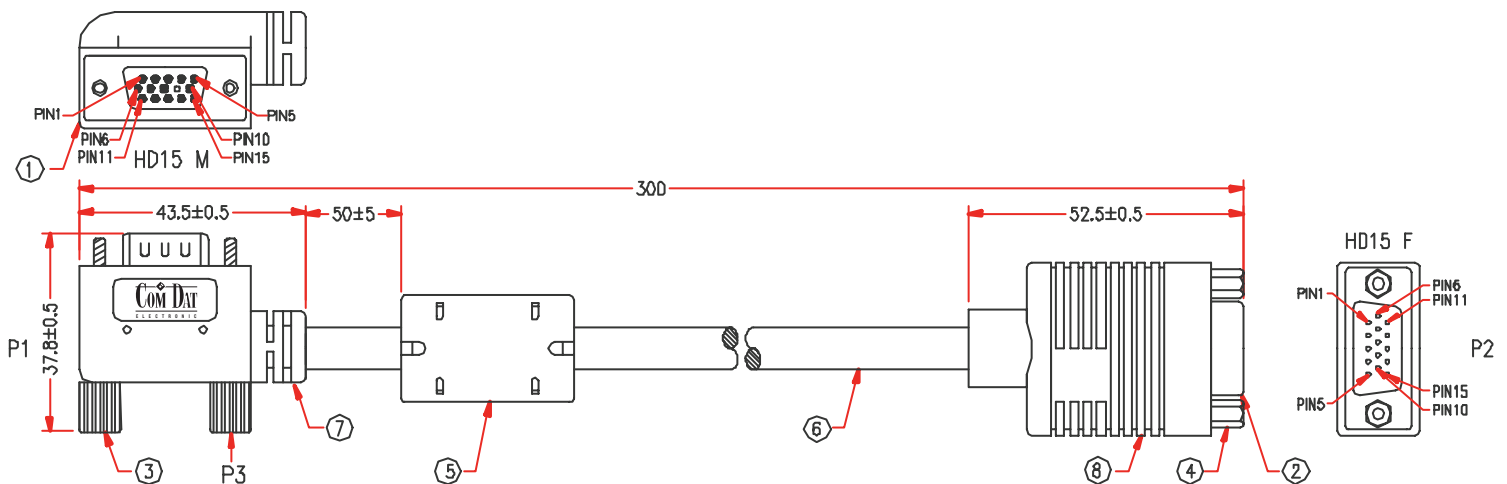 PIN1
PIN5
PIN6
PIN10
PIN11
HD15 M
PIN15
1
300
43.5±0.5
50±5
52.5±0.5
HD15 F
PIN1
PIN6
PIN11
COM DAT
ELECTRONIC
37.8±0.5
P1
P2
PIN15
PIN5
PIN10
7
6
3
P3
5
8
4
2